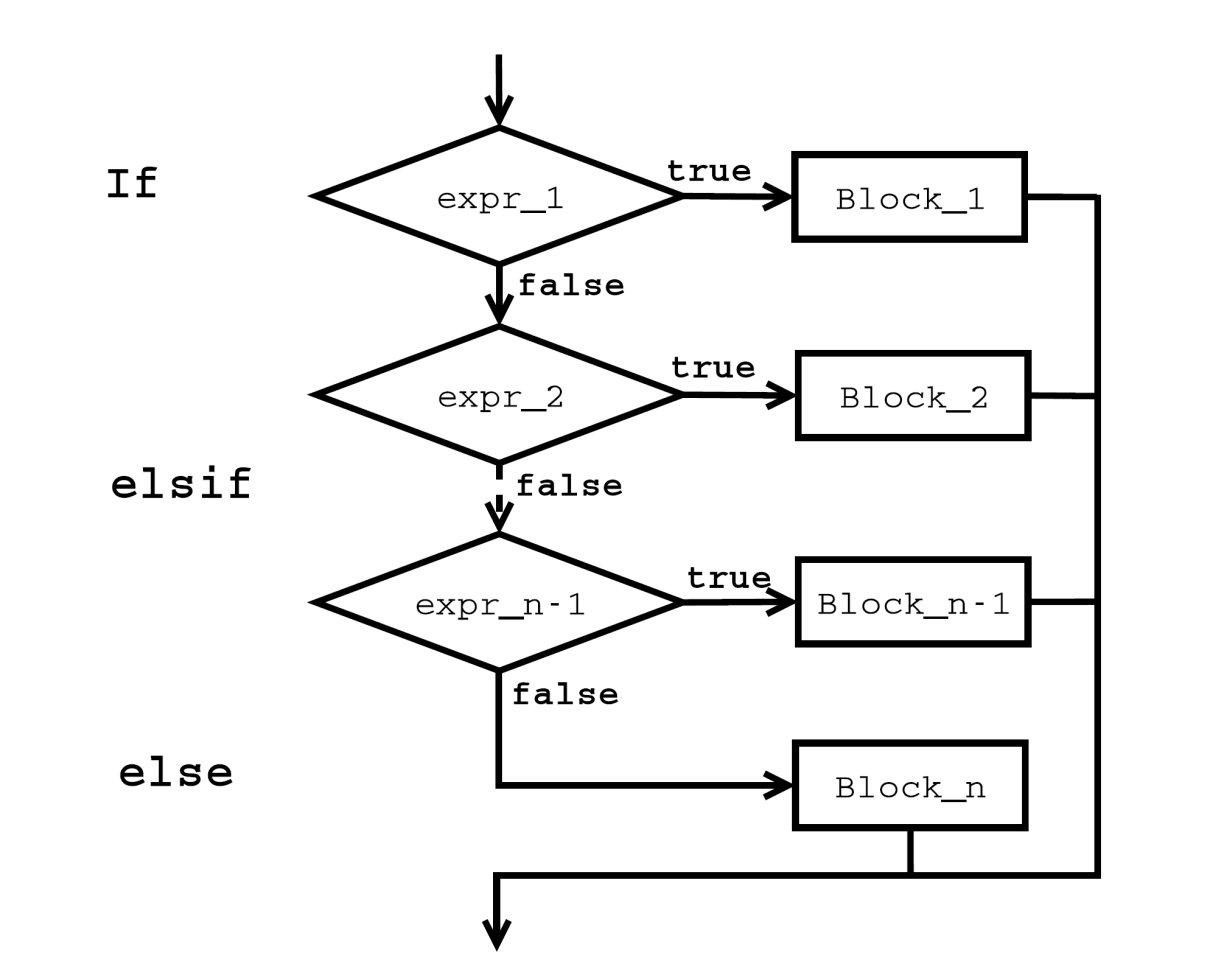 If
expr_1
true
Block_1
false
expr_2
true
Block_2
elsif
false
expr_n-1
true
Block_n-1
false
else
Block_n